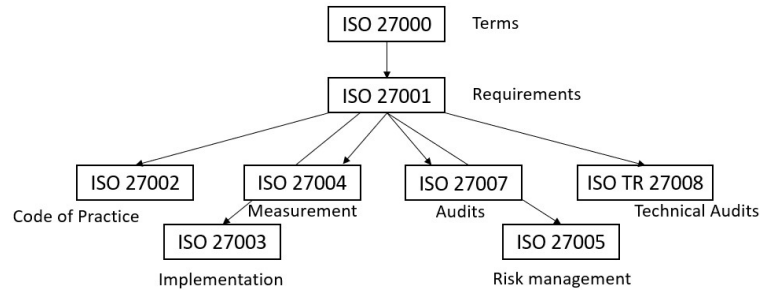 ISO 27000 Terms
ISO 27001 Requirements
ISO 27002 ISO 27004 ISO 27007 ISO TR 27008
Code of Practice Measurement Audits Technical Audits
ISO 27003 ISO 27005
Implementation Risk management